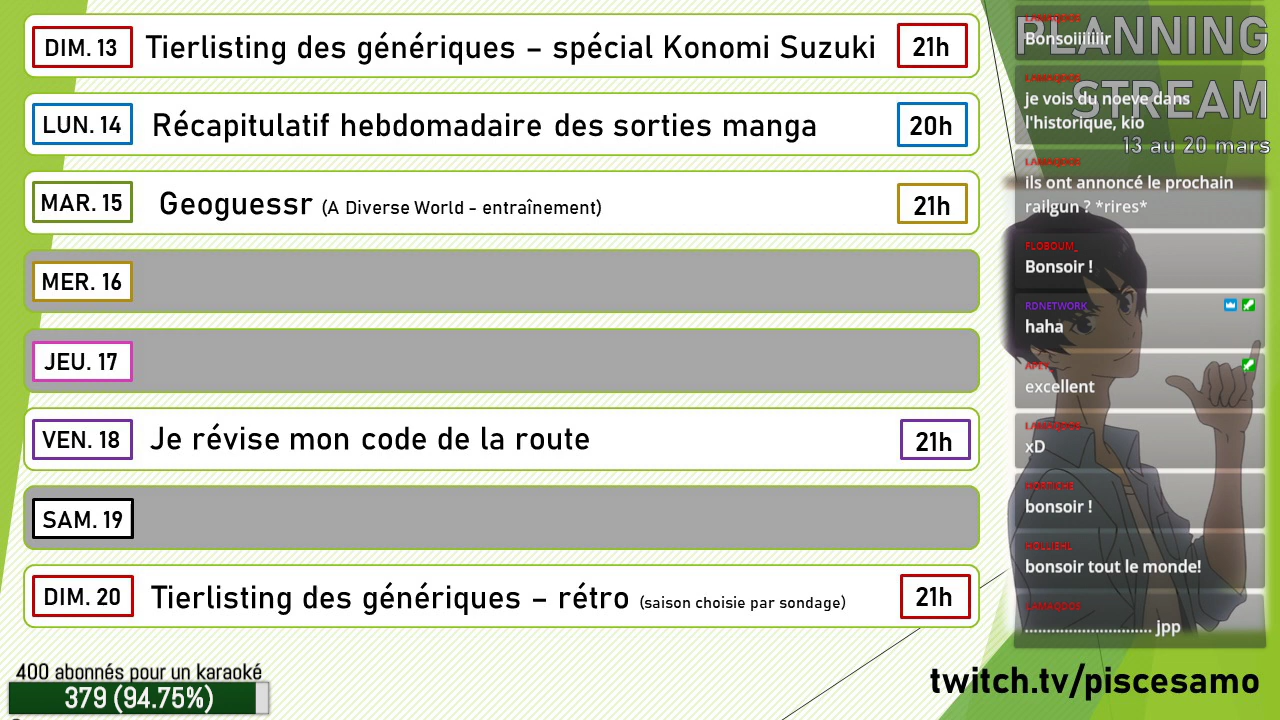 DIM. 13 Tierlisting des génériques – spécial Konomi Suzuki 21h
LUN. 14 Récapitulatif hebdomadaire des sorties manga 20h
MAR. 15 Geoguessr (A Diverse World - entraînement) 21h
MER. 16
JEU. 17
VEN. 18 Je révise mon code de la route 21h
SAM. 19
DIM. 20 Tierlisting des génériques – rétro (saison choisie par sondage) 21h
400 abonnés pour un karaoké
379 (94.75%)
PLANNING
STREAM
13 au 20 mars
Bonsoiiiiiiir
je vois du noeve dans
l'historique, kio
ils ont annoncé le prochain
railgun ? *rires*
FLOBOUM_
Bonsoir !
RDNETWORK
haha
excellent
xD
bonsoir !
bonsoir tout le monde!
.............................. jpp
twitch.tv/piscesamo